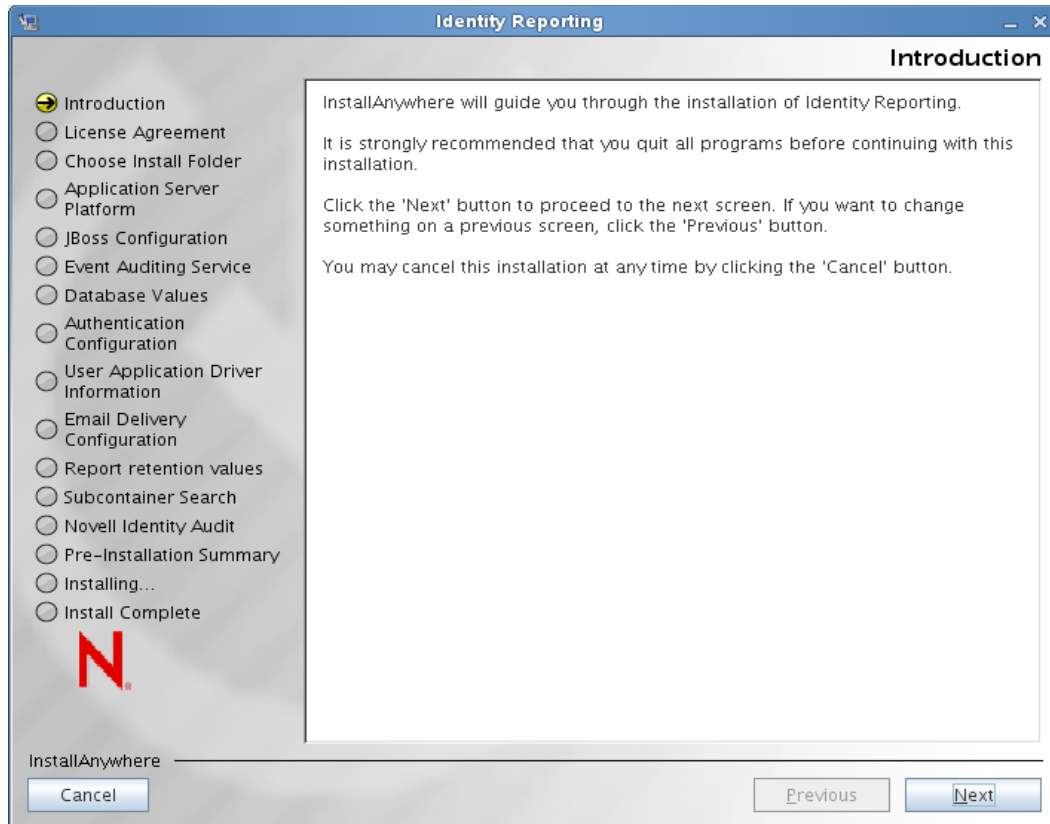 Identity Reporting
Introduction
Introduction
License Agreement
Choose Install Folder
Application Server
Platform
JBoss Configuration
Event Auditing Service
Database Values
Authentication
Configuration
User Application Driver
Information
Email Delivery
Configuration
Report retention values
Subcontainer Search
Novell Identity Audit
Pre-Installation Summary
Installing...
Install Complete
N®
InstallAnywhere will guide you through the installation of Identity Reporting.
It is strongly recommended that you quit all programs before continuing with this
installation.
Click the 'Next' button to proceed to the next screen. If you want to change
something on a previous screen, click the 'Previous' button.
You may cancel this installation at any time by clicking the 'Cancel' button.
InstallAnywhere
Cancel
Previous
Next